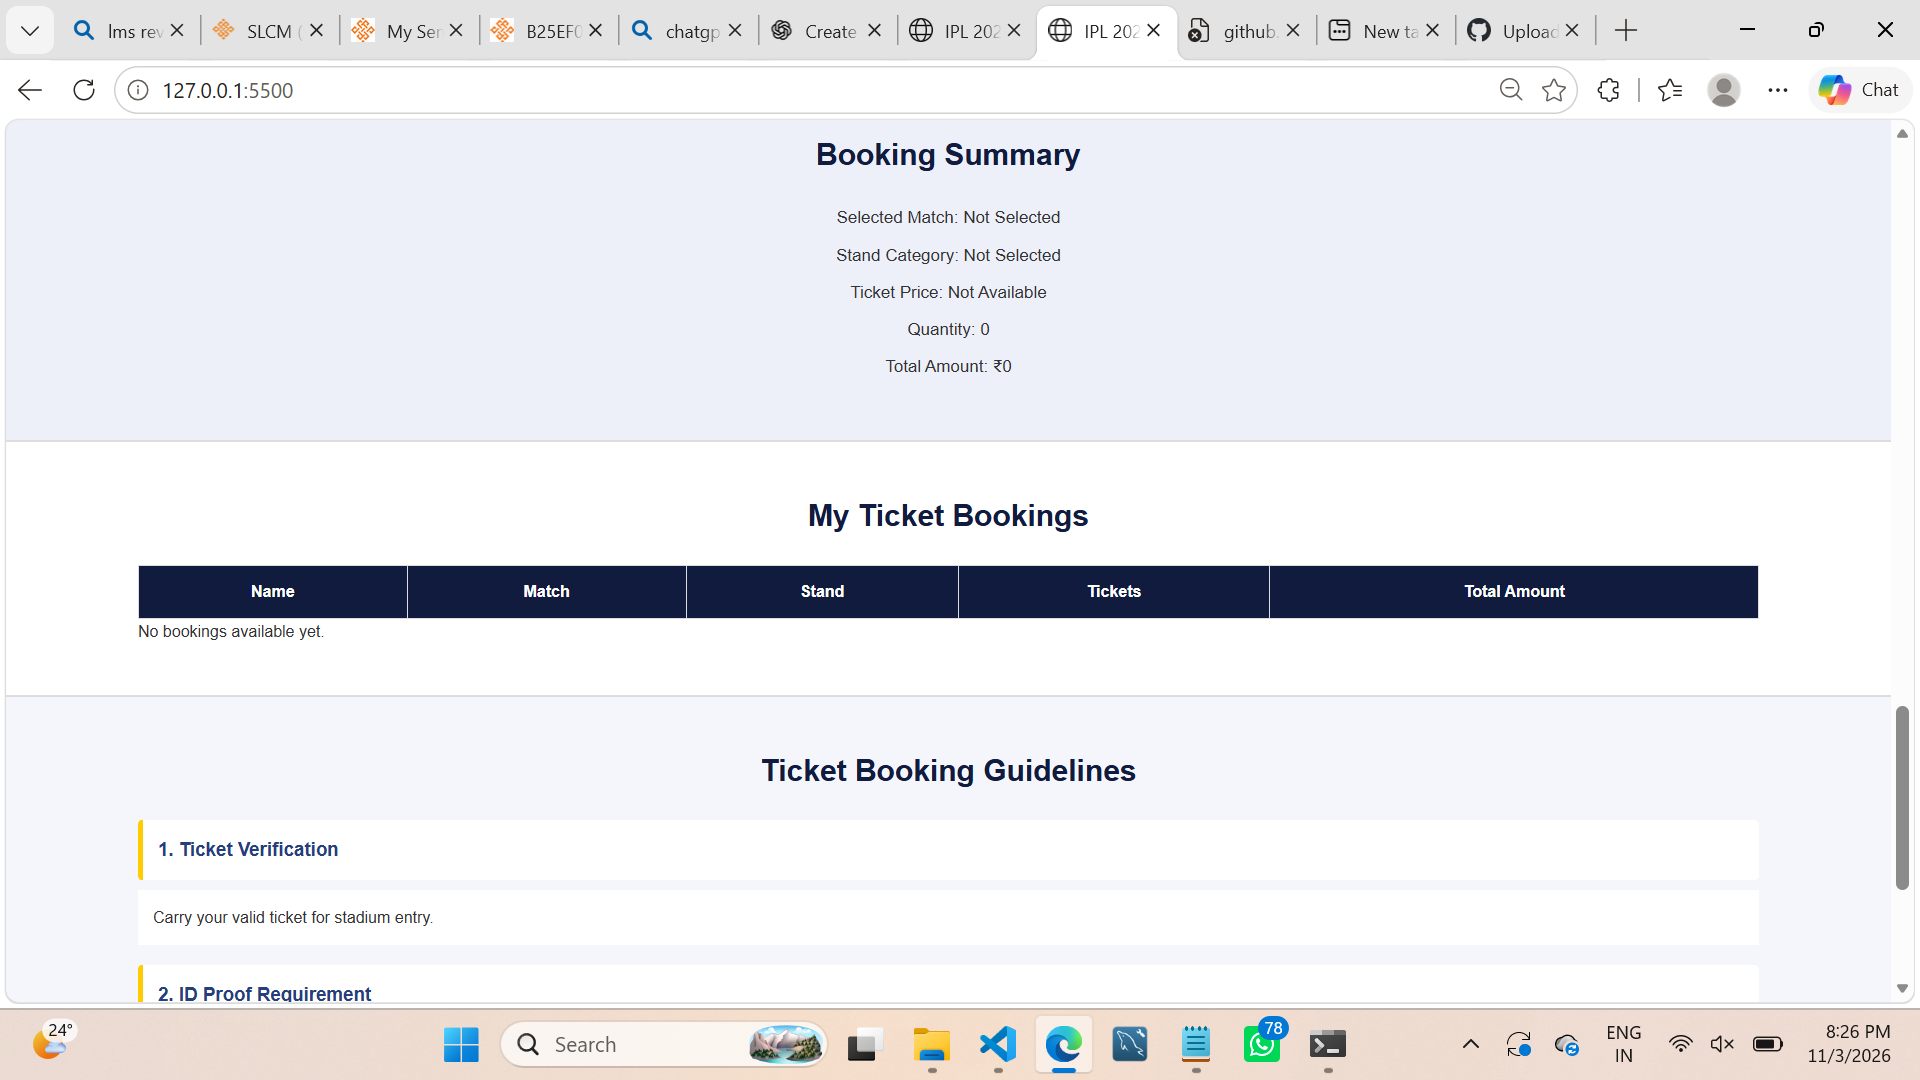 lms rev
SLCM (
My Ser
B25EF0
chatgp
Create
IPL 202
IPL 202
github.
New ta
Upload
127.0.0.1:5500
Chat
Booking Summary
Selected Match: Not Selected
Stand Category: Not Selected
Ticket Price: Not Available
Quantity: 0
Total Amount: ₹0
My Ticket Bookings
Name Match Stand Tickets Total Amount
No bookings available yet.
Ticket Booking Guidelines
1. Ticket Verification
Carry your valid ticket for stadium entry.
2. ID Proof Requirement
24°
Search
78
ENG
IN
8:26 PM
11/3/2026